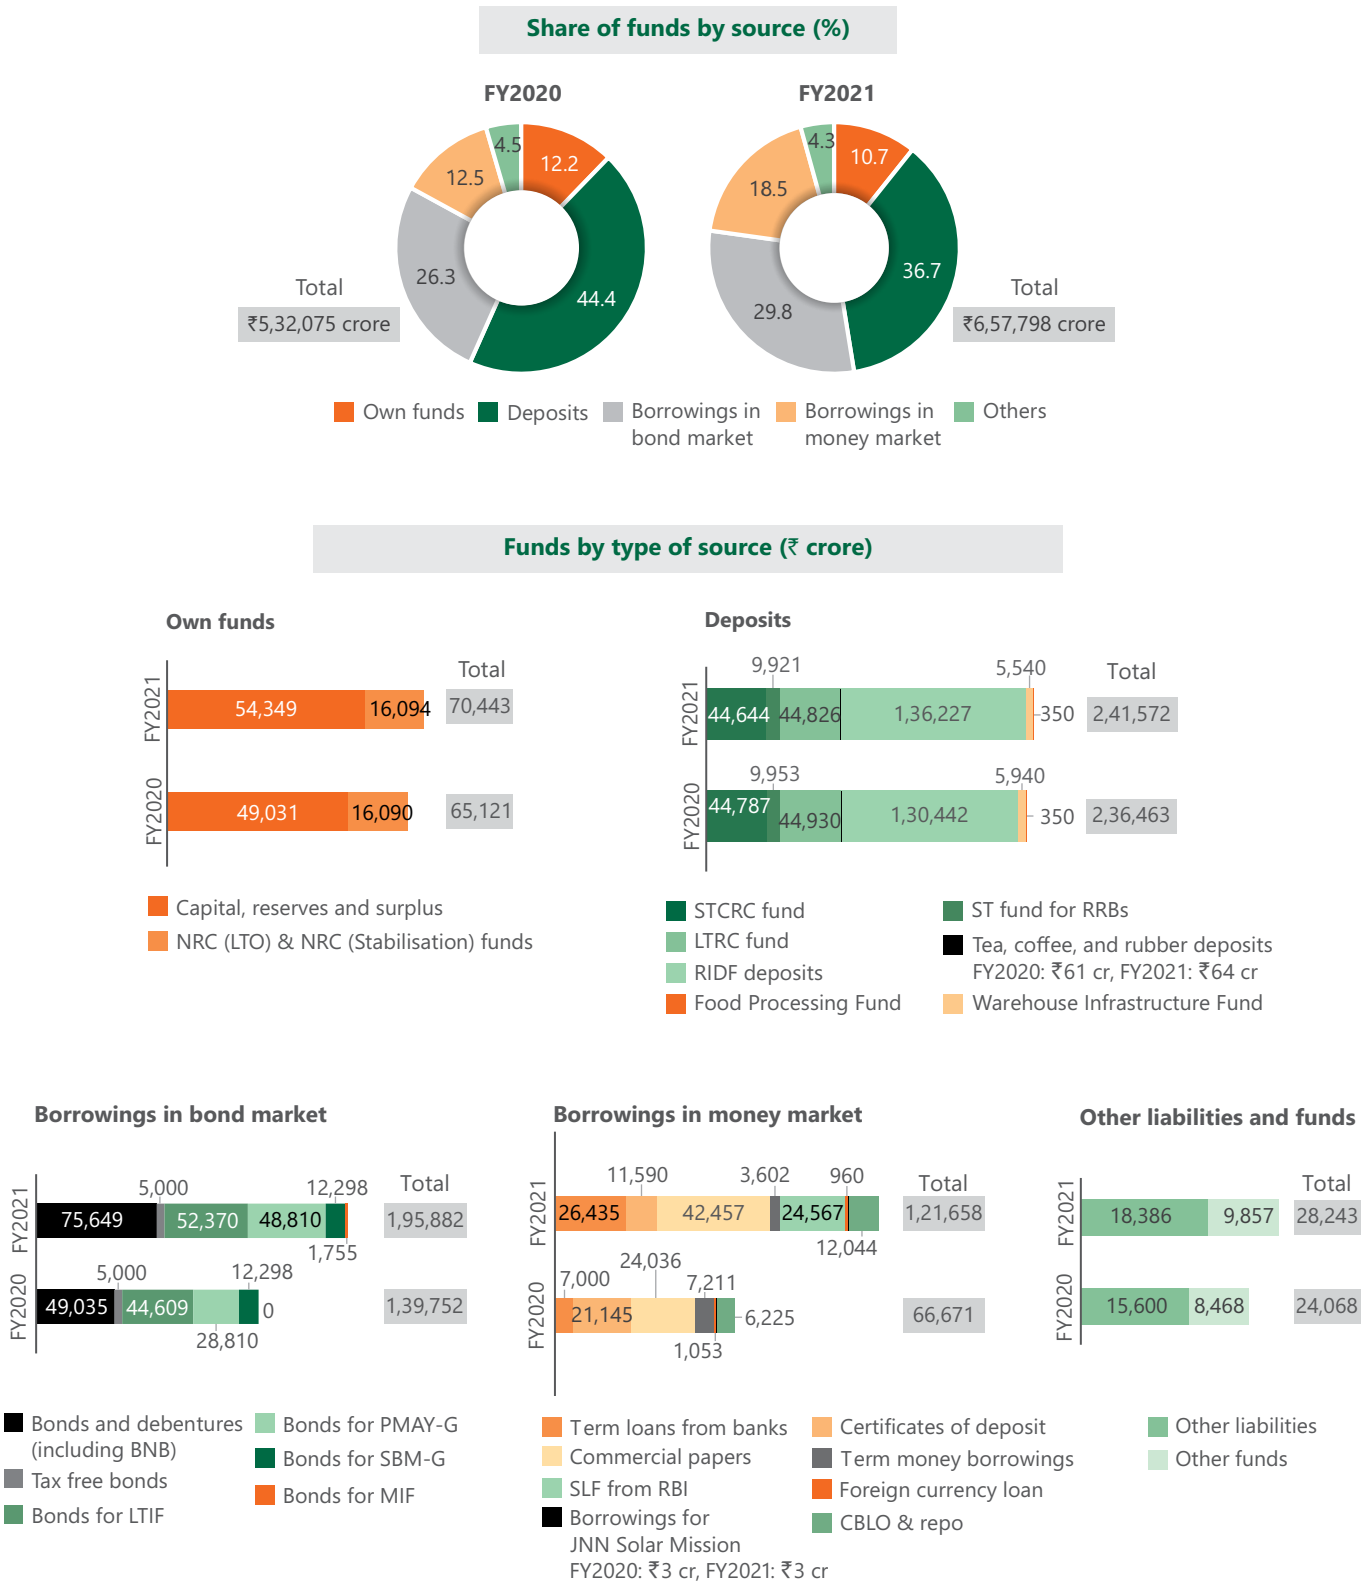 Share of funds by source (%)
FY2020
FY2021
4.5
12.2
12.5
26.3
44.4
4.3
10.7
18.5
36.7
29.8
Total
₹5,32,075 crore
Total
₹6,57,798 crore
Own funds
Deposits
Borrowings in
bond market
Borrowings in
money market
Others
Funds by type of source (₹ crore)
Own funds
Total
FY2021
54,349
16,094
70,443
FY2020
49,031
16,090
65,121
Capital, reserves and surplus
NRC (LTO) & NRC (Stabilisation) funds
Deposits
9,921
5,540
Total
FY2021
44,644
44,826
1,36,227
350
2,41,572
9,953
5,940
FY2020
44,787
44,930
1,30,442
350
2,36,463
STCRC fund
ST fund for RRBs
LTRC fund
Tea, coffee, and rubber deposits
FY2020: ₹61 cr, FY2021: ₹64 cr
RIDF deposits
Food Processing Fund
Warehouse Infrastructure Fund
Borrowings in bond market
5,000
12,298
Total
FY2021
75,649
52,370
48,810
1,95,882
1,755
5,000
12,298
FY2020
49,035
44,609
0
1,39,752
28,810
Bonds and debentures
(including BNB)
Tax free bonds
Bonds for LTIF
Bonds for PMAY-G
Bonds for SBM-G
Bonds for MIF
Borrowings in money market
11,590
3,602
960
Total
FY2021
26,435
42,457
24,567
1,21,658
12,044
24,036
7,000
7,211
FY2020
21,145
6,225
66,671
1,053
Term loans from banks
Commercial papers
SLF from RBI
Borrowings for
JNN Solar Mission
FY2020: ₹3 cr, FY2021: ₹3 cr
Certificates of deposit
Term money borrowings
Foreign currency loan
CBLO & repo
Other liabilities and funds
Total
FY2021
18,386
9,857
28,243
FY2020
15,600
8,468
24,068
Other liabilities
Other funds